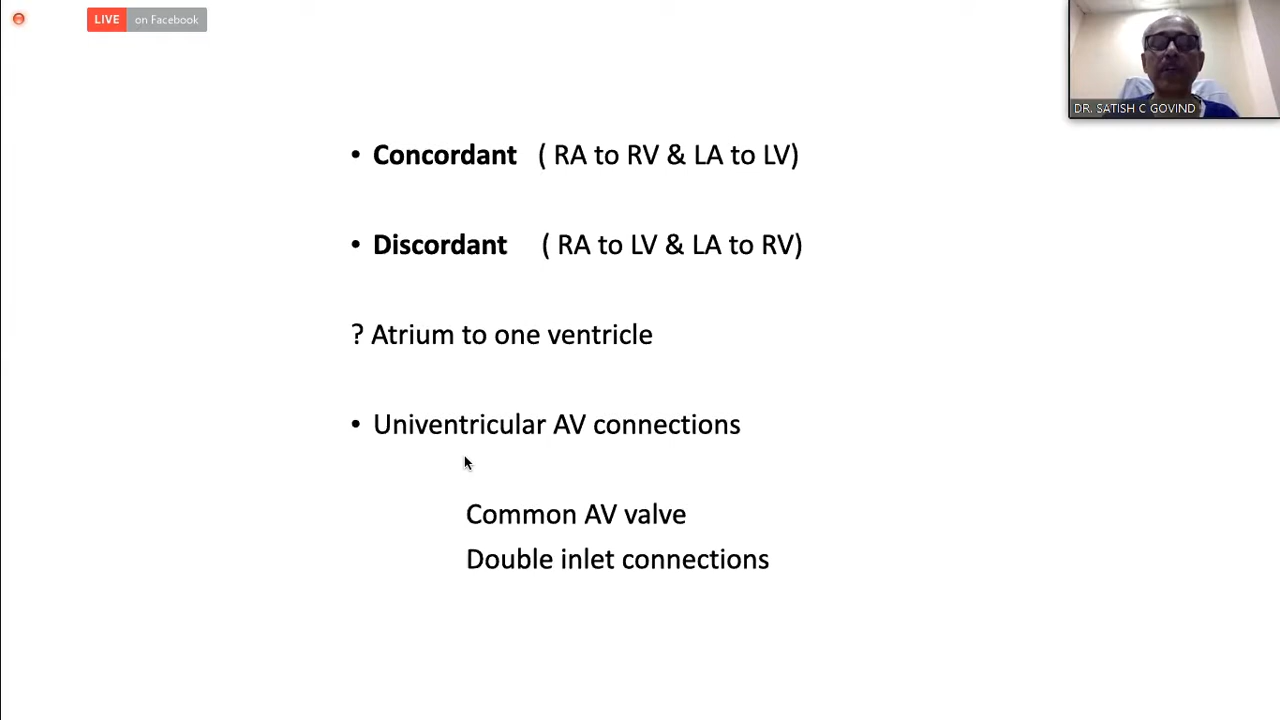 LIVE on Facebook
DR. SATISH C GOVIND
• Concordant ( RA to RV & LA to LV)
• Discordant ( RA to LV & LA to RV)
? Atrium to one ventricle
• Univentricular AV connections
Common AV valve
Double inlet connections